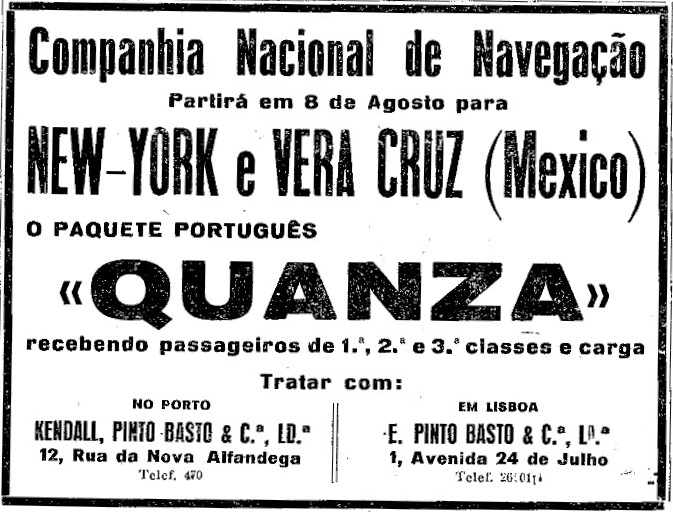 Companhia Nacional de Navegação
Partirá em 8 de Agosto para
NEW-YORK e VERA CRUZ (Mexico)
O PAQUETE PORTUGUÊS
«QUANZA»
recebendo passageiros de 1.ª, 2.ª e 3.ª classes e carga
Tratar com:
NO PORTO
KENDALL, PINTO BASTO & C.ª, LD.ª
12, Rua da Nova Alfandega
Telef. 470
EM LISBOA
E. PINTO BASTO & C.ª, LD.ª
1, Avenida 24 de Julho
Telef.